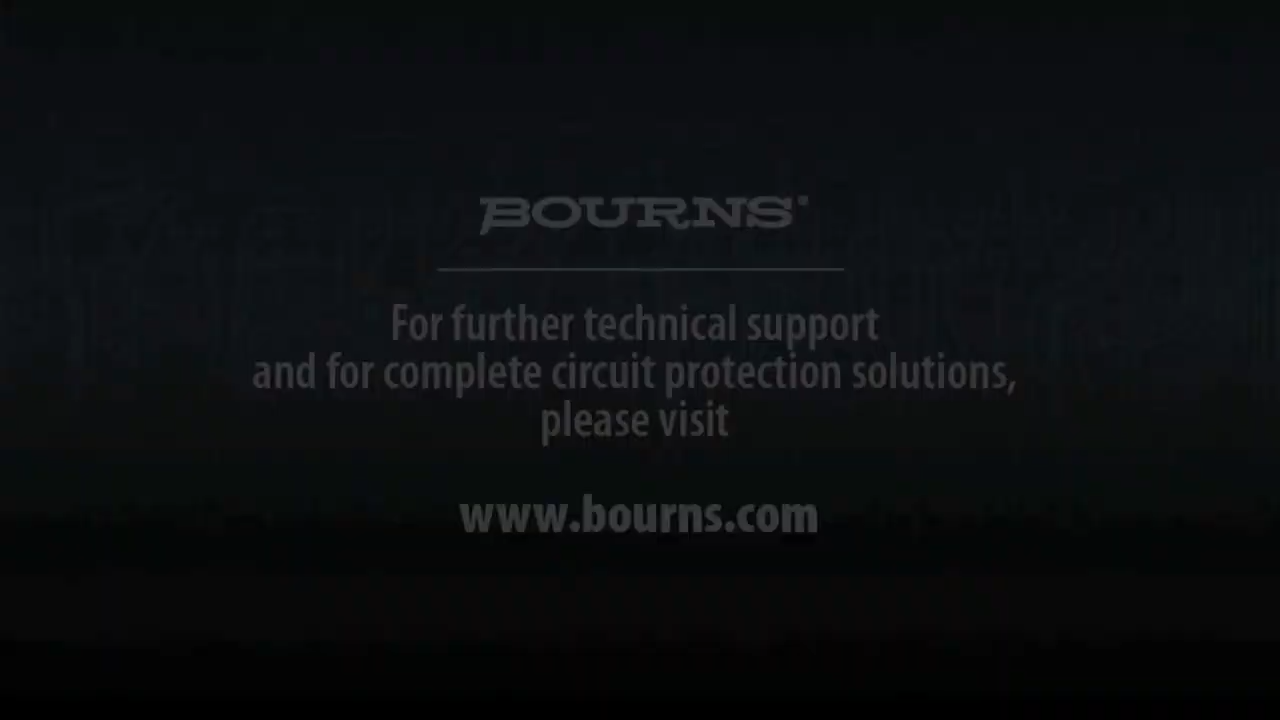 BOURNS®
For further technical support
and for complete circuit protection solutions,
please visit
www.bourns.com